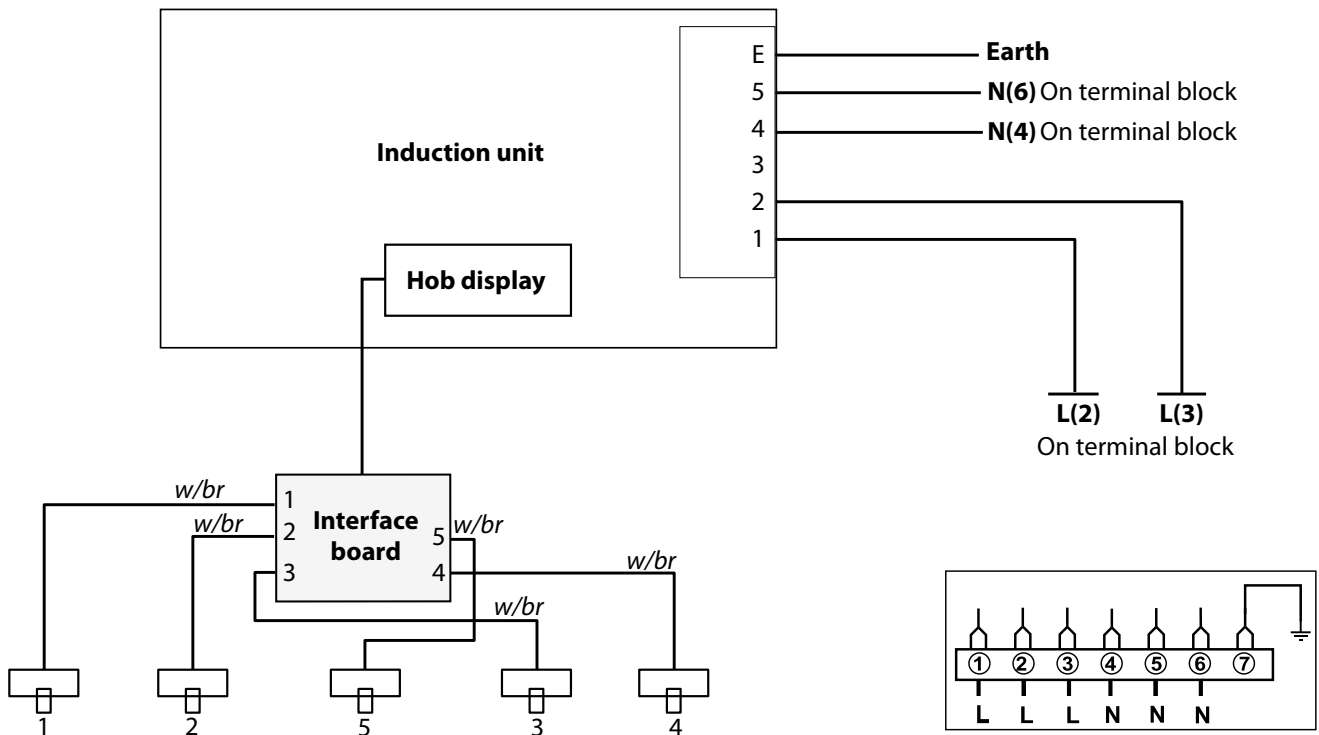 E
Earth
5
N(6) On terminal block
4
N(4) On terminal block
Induction unit
3
2
1
Hob display
L(2)
L(3)
On terminal block
w/br
1
w/br
2
Interface
board
5
w/br
3
4
w/br
w/br
1
2
5
3
4
① ② ③ ④ ⑤ ⑥ ⑦
L L L N N N